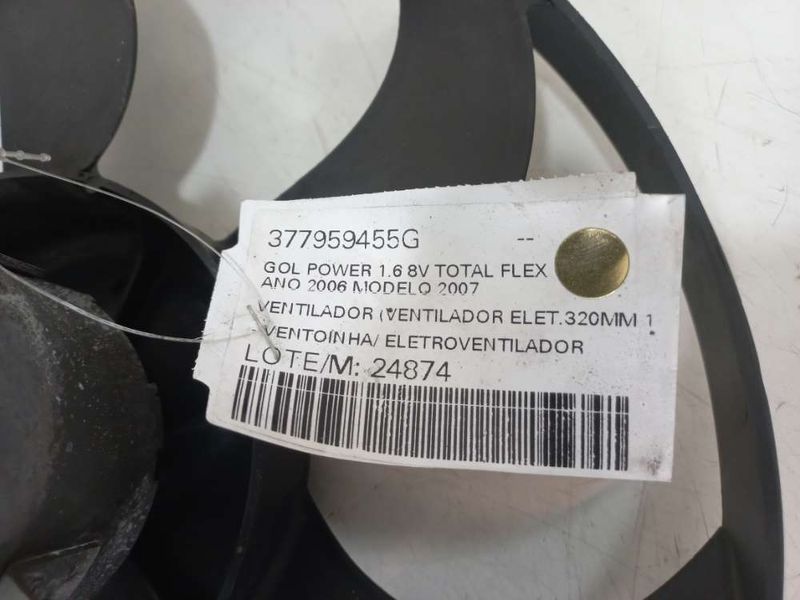 377959455G --
GOL POWER 1.6 8V TOTAL FLEX
ANO 2006 MODELO 2007
VENTILADOR (VENTILADOR ELET.320MM 1
VENTOINHA/ ELETROVENTILADOR
LOTE/M: 24874